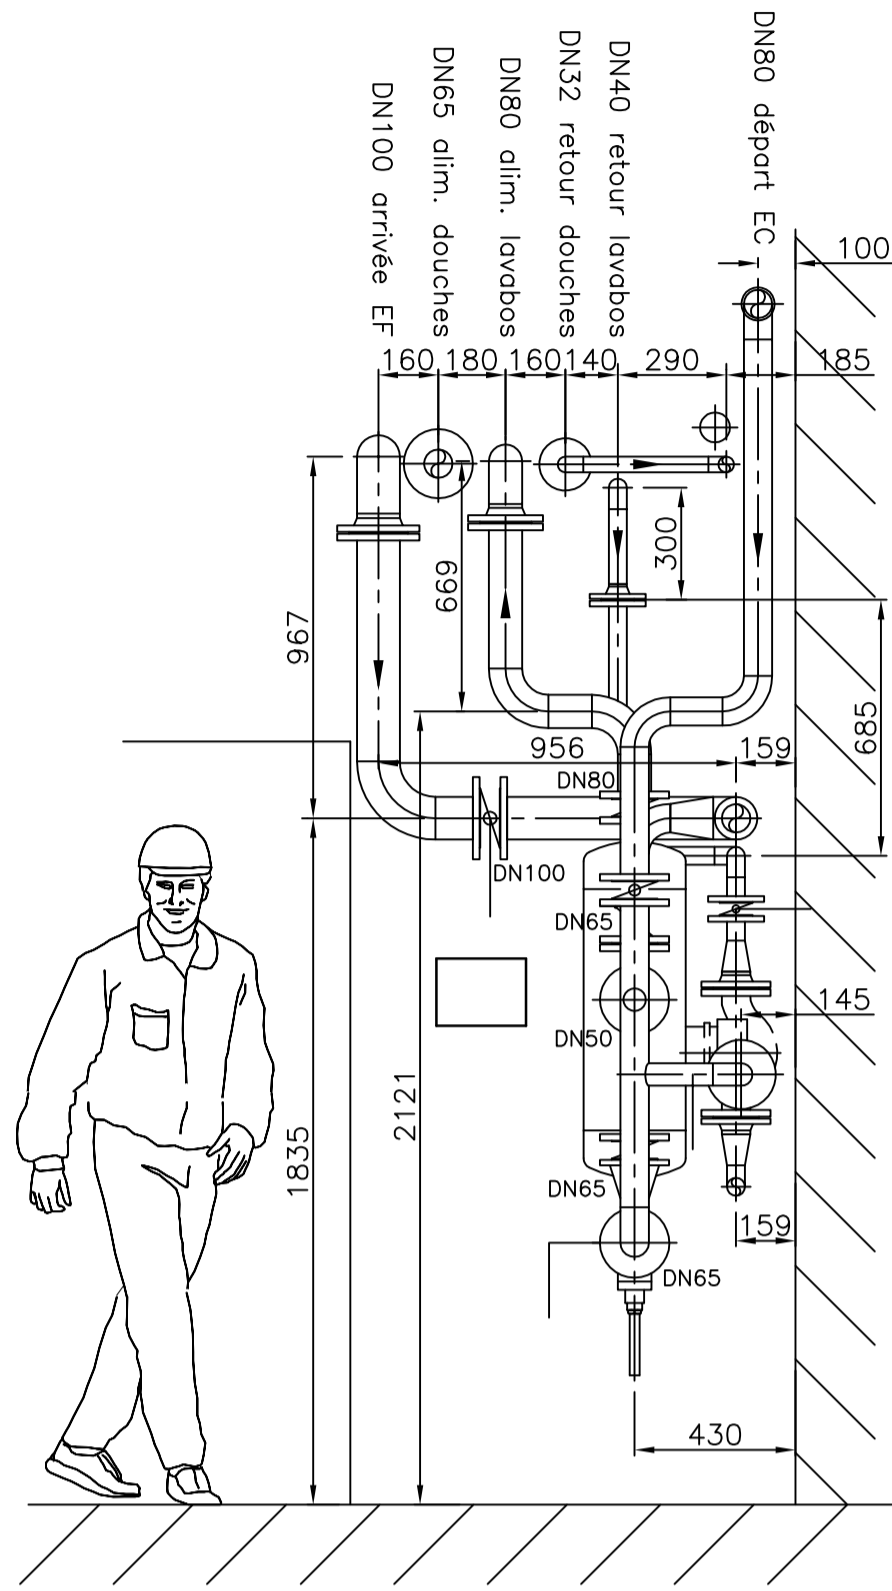 DN100 arrivée EF
DN65 alim. douches
DN80 alim. lavabos
DN32 retour douches
DN40 retour lavabos
DN80 départ EC
100
160
180
160
140
290
185
997
699
300
685
956
159
DN80
DN100
DN65
145
DN50
2121
1835
DN65
159
DN65
430